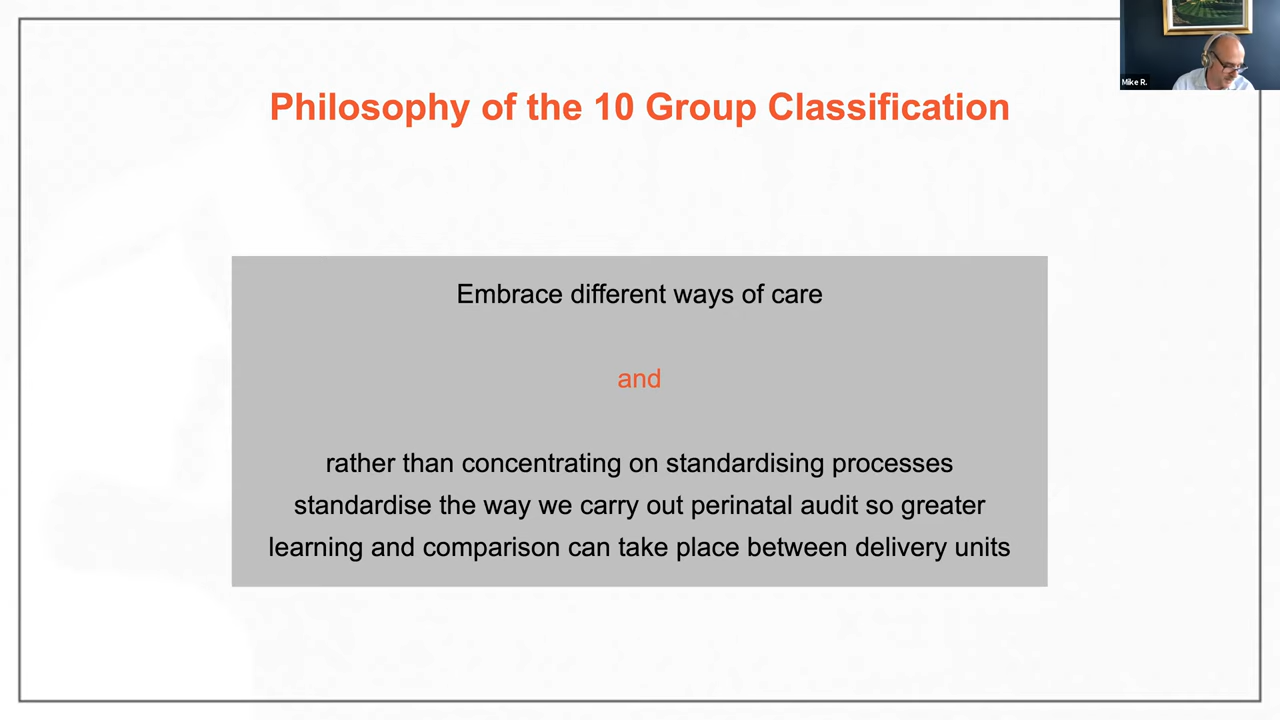 Mike R.
Philosophy of the 10 Group Classification
Embrace different ways of care
and
rather than concentrating on standardising processes
standardise the way we carry out perinatal audit so greater
learning and comparison can take place between delivery units